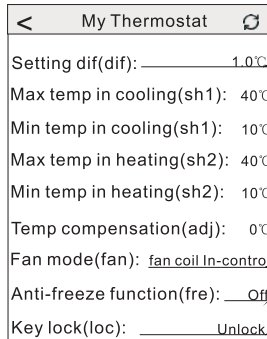 < My Thermostat
Setting dif(dif): 1.0℃
Max temp in cooling(sh1): 40℃
Min temp in cooling(sh1): 10℃
Max temp in heating(sh2): 40℃
Min temp in heating(sh2): 10℃
Temp compensation(adj): 0℃
Fan mode(fan): fan coil In-contro
Anti-freeze function(fre): Off
Key lock(loc): Unlock